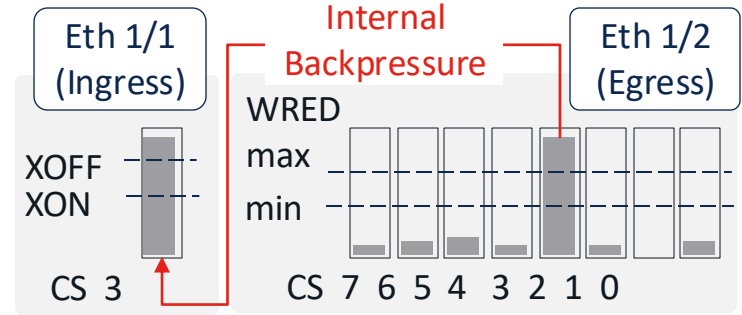 Eth 1/1
(Ingress)
Internal
Backpressure
Eth 1/2
(Egress)
XOFF
XON
CS 3
WRED
max
min
CS 7 6 5 4 3 2 1 0